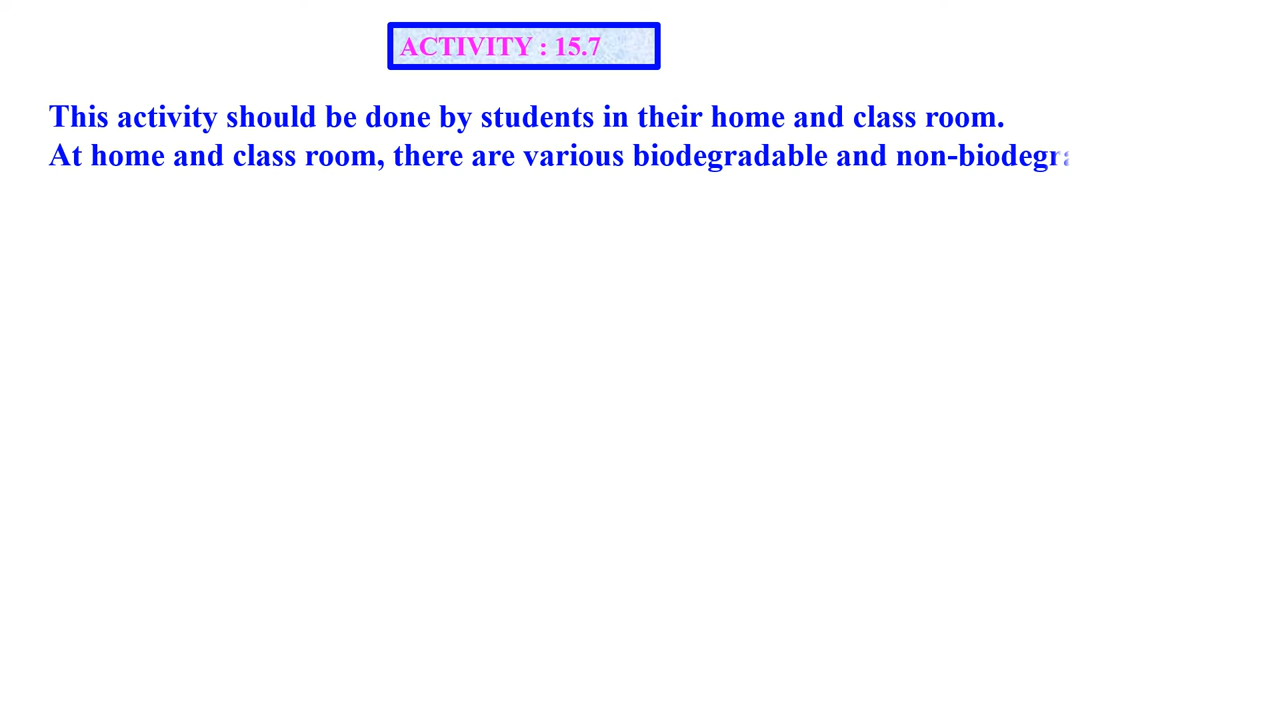 ACTIVITY : 15.7
This activity should be done by students in their home and class room.
At home and class room, there are various biodegradable and non-biodegra